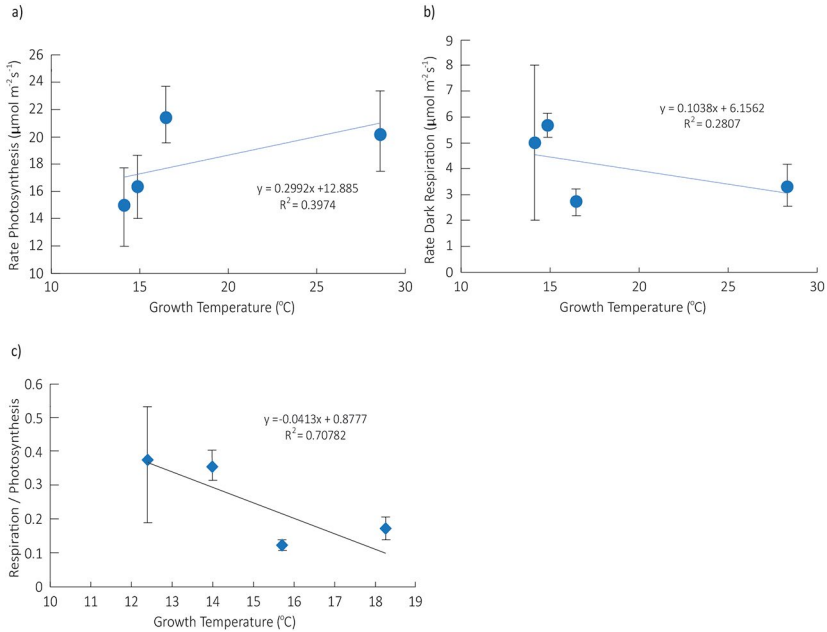 a)
Rate Photosynthesis (μmol m⁻² s⁻¹)
26
24
22
20
18
16
14
12
10
y = 0.2992x +12.885
R² = 0.3974
10 15 20 25 30
Growth Temperature (°C)
b)
Rate Dark Respiration (μmol m⁻² s⁻¹)
9
8
7
6
5
4
3
2
1
0
y = 0.1038x + 6.1562
R² = 0.2807
10 15 20 25 30
Growth Temperature (°C)
c)
Respiration / Photosynthesis
0.6
0.5
0.4
0.3
0.2
0.1
0
y =-0.0413x + 0.8777
R² = 0.70782
10 11 12 13 14 15 16 17 18 19
Growth Temperature (°C)